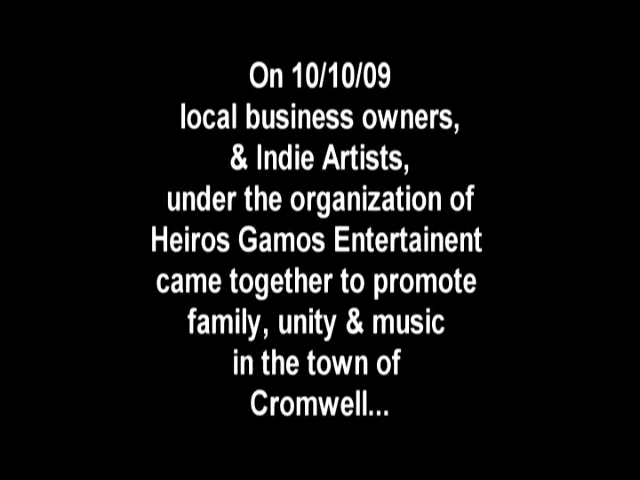 On 10/10/09
local business owners,
& Indie Artists,
under the organization of
Heiros Gamos Entertainent
came together to promote
family, unity & music
in the town of
Cromwell...